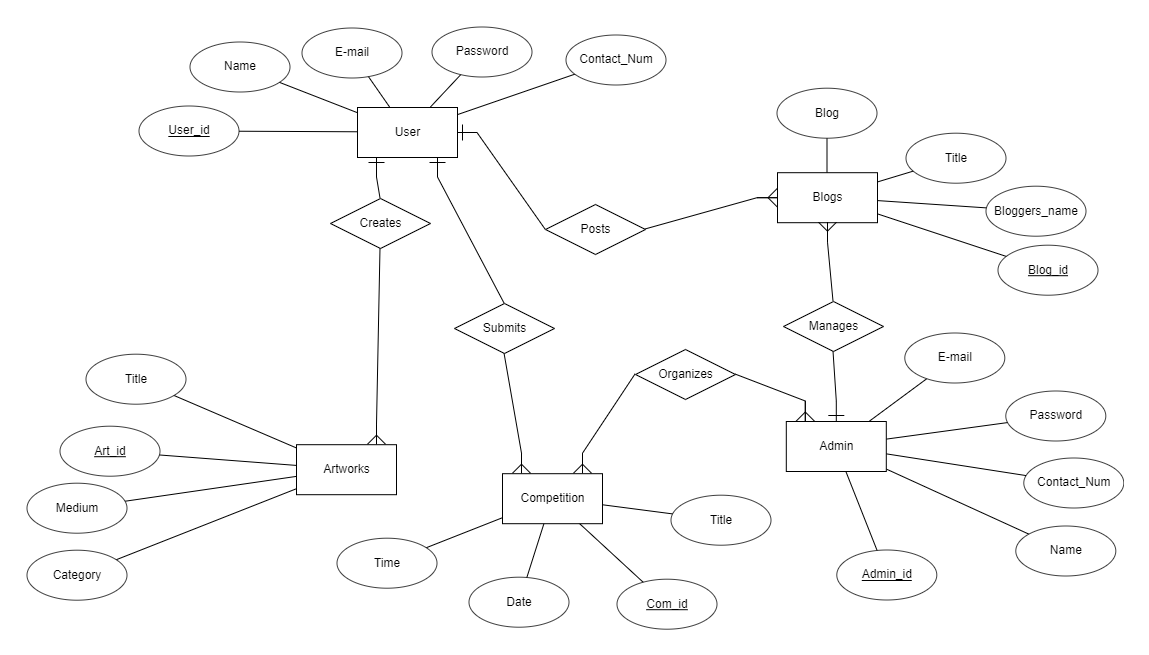 E-mail
Password
Contact_Num
Name
User_id
User
Blog
Title
Blogs
Bloggers_name
Blog_id
Creates
Posts
Submits
Manages
Organizes
E-mail
Title
Password
Art_id
Admin
Artworks
Contact_Num
Medium
Competition
Title
Name
Time
Category
Admin_id
Date
Com_id